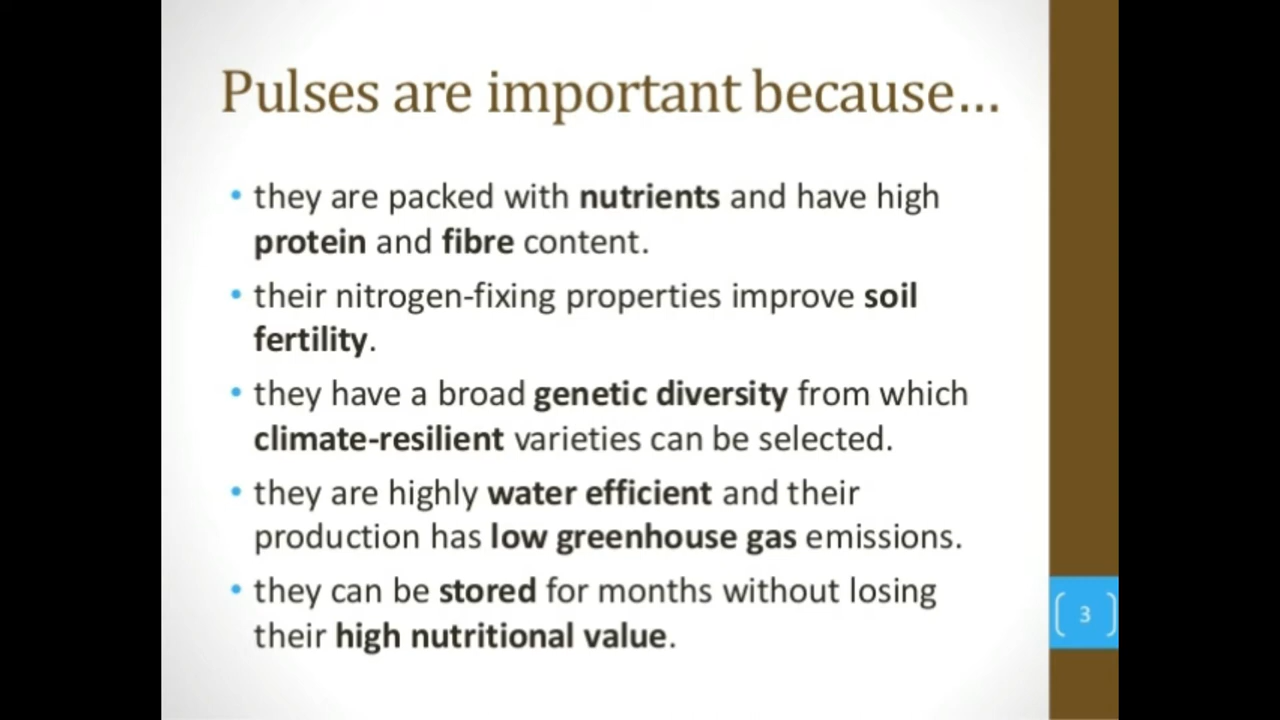 Pulses are important because...
• they are packed with nutrients and have high
protein and fibre content.
• their nitrogen-fixing properties improve soil
fertility.
• they have a broad genetic diversity from which
climate-resilient varieties can be selected.
• they are highly water efficient and their
production has low greenhouse gas emissions.
• they can be stored for months without losing
their high nutritional value.
3